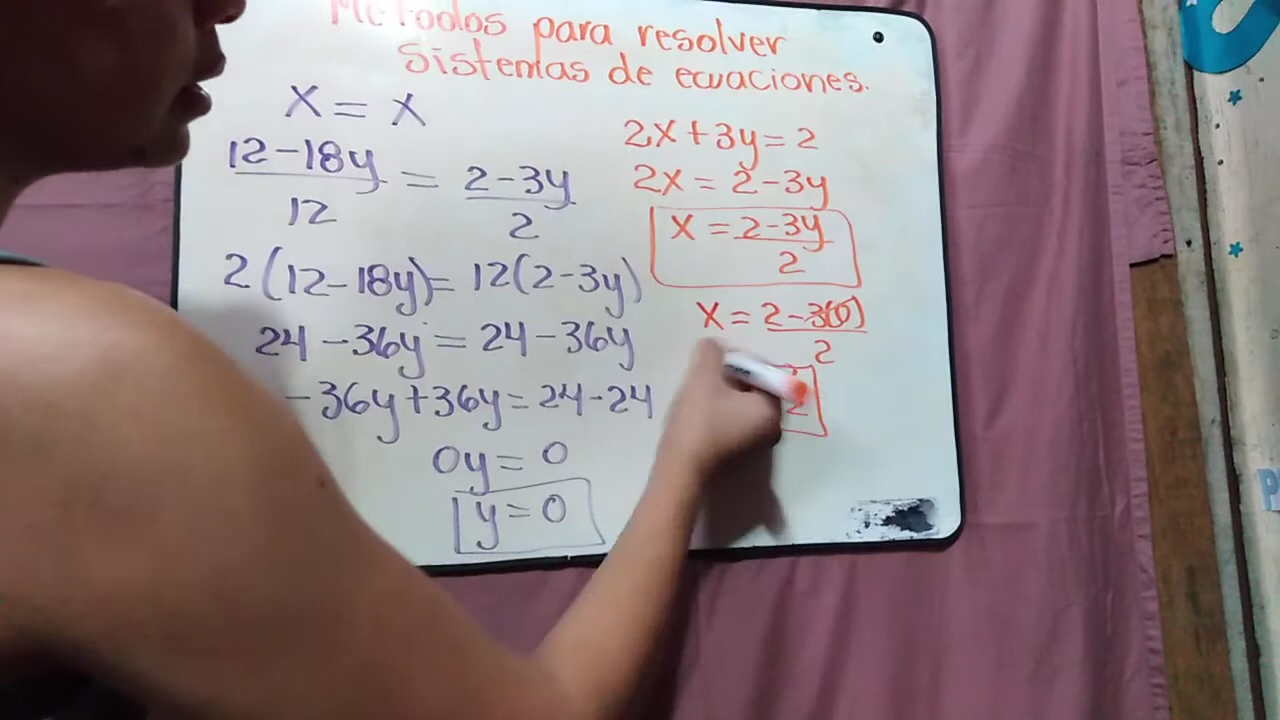 Metodos para resolver
sistemas de ecuaciones.
X = X
12-18y / 12 = 2-3y / 2
2(12-18y)= 12(2-3y)
24-36y = 24-36y
-36y+36y = 24-24
0y = 0
y = 0
2x+3y=2
2x = 2-3y
x = 2-3y / 2
x = 2-3(0) / 2
2
P